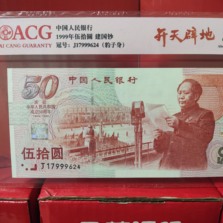 ACG
AI CANG GUARANTY
中国人民银行
1999年伍拾圆 建国钞
冠号: J17999624 (豹子身)
开天辟地
50
中国人民银行
伍拾圆
J17999624